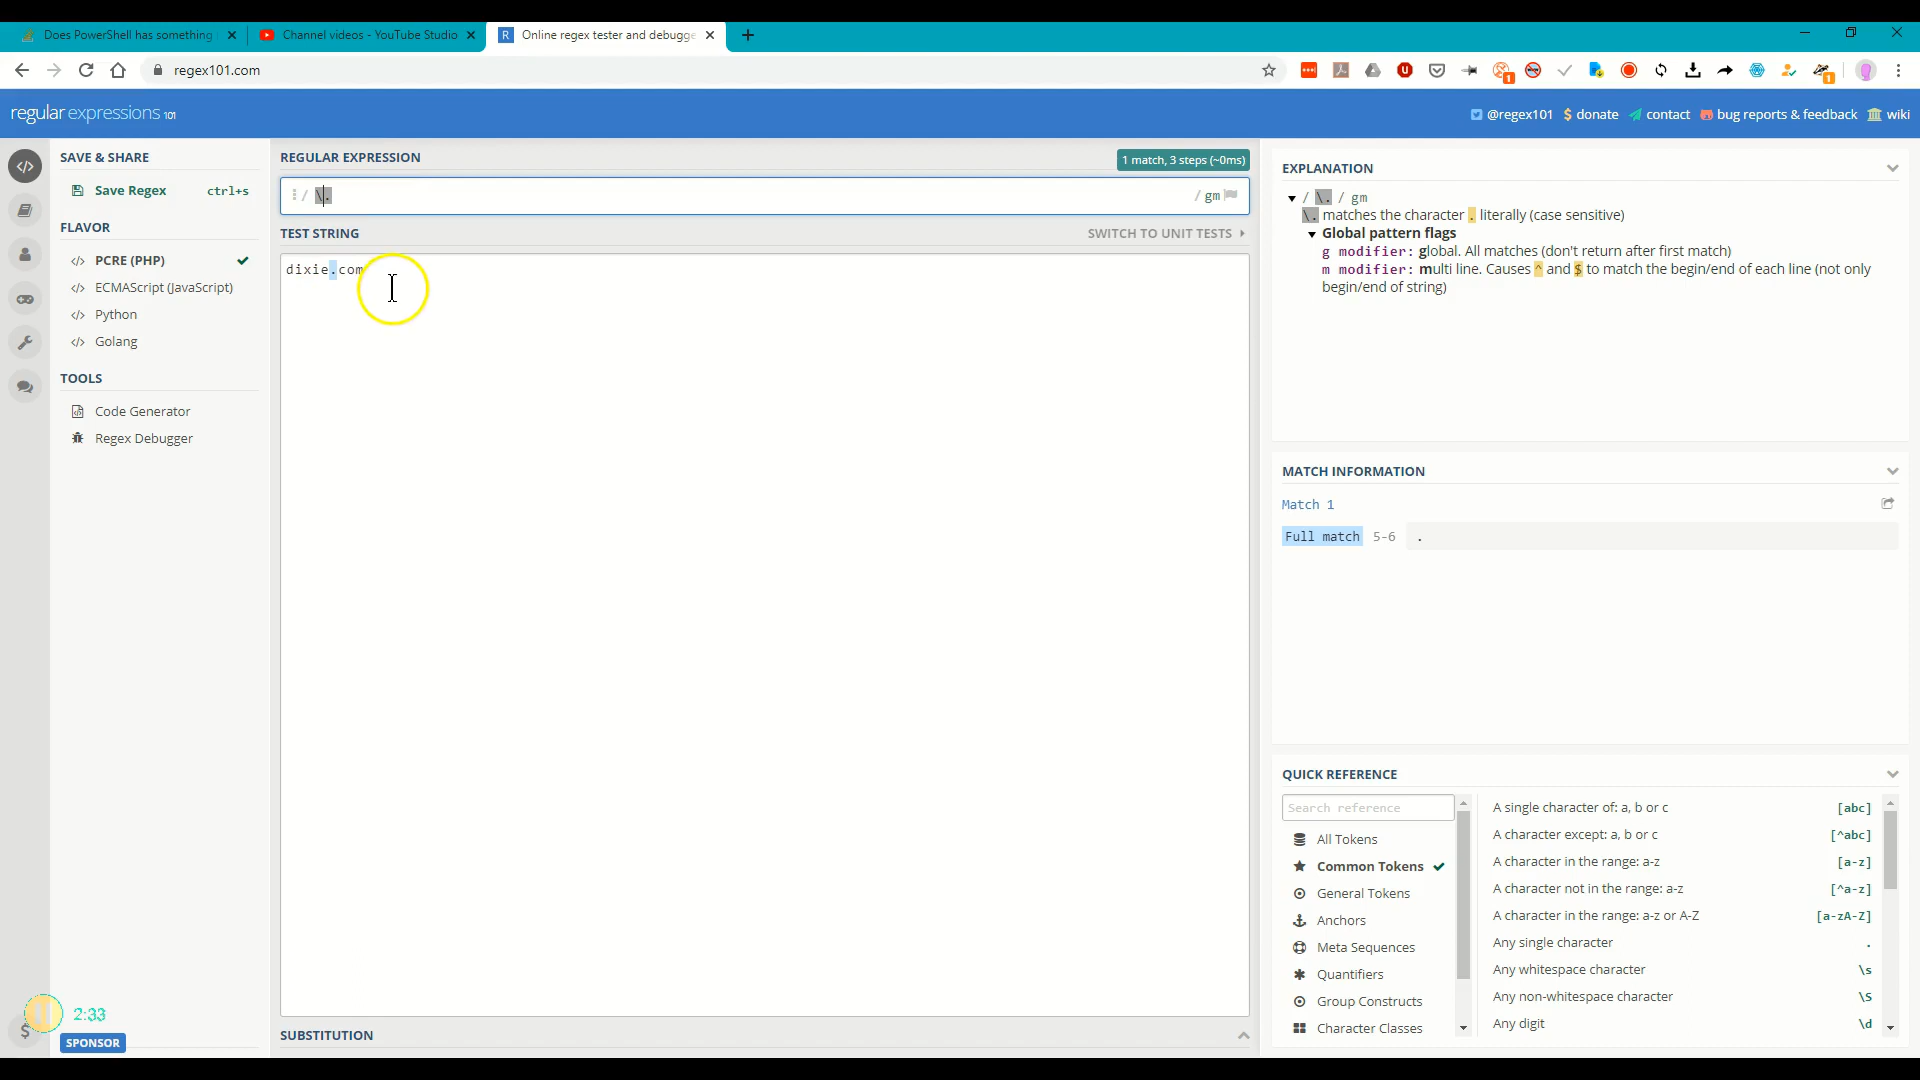 Does PowerShell has something
Channel videos - YouTube Studio
R Online regex tester and debugge
regex101.com
regular expressions 101
@regex101 $ donate contact bug reports & feedback wiki
SAVE & SHARE
Save Regex ctrl+s
FLAVOR
</> PCRE (PHP)
</> ECMAScript (JavaScript)
</> Python
</> Golang
TOOLS
Code Generator
Regex Debugger
$
2:33
SPONSOR
REGULAR EXPRESSION
1 match, 3 steps (~0ms)
/ \. / gm
TEST STRING
SWITCH TO UNIT TESTS
dixie.com
SUBSTITUTION
EXPLANATION
/ \. / gm
\. matches the character . literally (case sensitive)
Global pattern flags
g modifier: global. All matches (don't return after first match)
m modifier: multi line. Causes ^ and $ to match the begin/end of each line (not only
begin/end of string)
MATCH INFORMATION
Match 1
Full match 5-6 .
QUICK REFERENCE
Search reference
All Tokens
Common Tokens
General Tokens
Anchors
Meta Sequences
Quantifiers
Group Constructs
Character Classes
A single character of: a, b or c [abc]
A character except: a, b or c [^abc]
A character in the range: a-z [a-z]
A character not in the range: a-z [^a-z]
A character in the range: a-z or A-Z [a-zA-Z]
Any single character .
Any whitespace character \s
Any non-whitespace character \S
Any digit \d